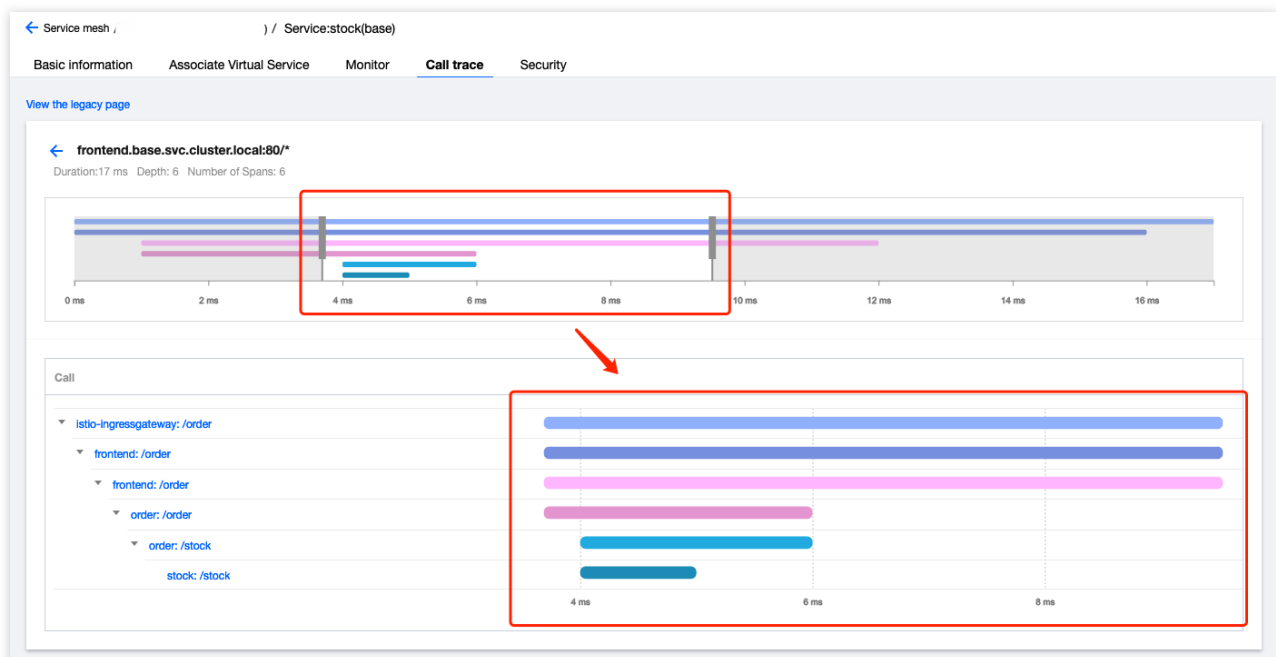 Service mesh / ) / Service:stock(base)
Basic information Associate Virtual Service Monitor Call trace Security
View the legacy page
frontend.base.svc.cluster.local:80/*
Duration:17 ms Depth: 6 Number of Spans: 6
0 ms 2 ms 4 ms 6 ms 8 ms 10 ms 12 ms 14 ms 16 ms
Call
istio-ingressgateway: /order
frontend: /order
frontend: /order
order: /order
order: /stock
stock: /stock
4 ms 6 ms 8 ms